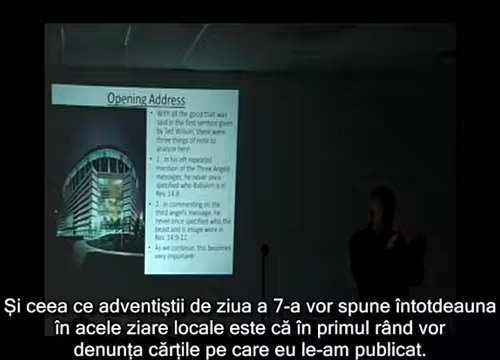 Opening Address
• With all the good that was
said in the first sermon given
by Ted Wilson, there were
three things of note to
analyze here:
• 1. In his oft repeated
mention of the Three Angels
messages, he never once
specified who Babylon is in
Rev. 14:8.
• 2. In commenting on the
third angel's message, he
never once specified who the
beast and is image were in
Rev. 14:9-12.
• As we continue, this becomes
very important!
Și ceea ce adventiștii de ziua a 7-a vor spune întotdeauna
în acele ziare locale este că în primul rând vor
denunța cărțile pe care eu le-am publicat.